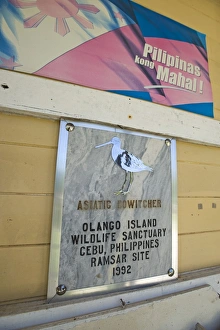 Pilipinas
kong
Mahal!
ASIATIC DOWITCHER
OLANGO ISLAND
WILDLIFE SANCTUARY
CEBU, PHILIPPINES
RAMSAR SITE
1992